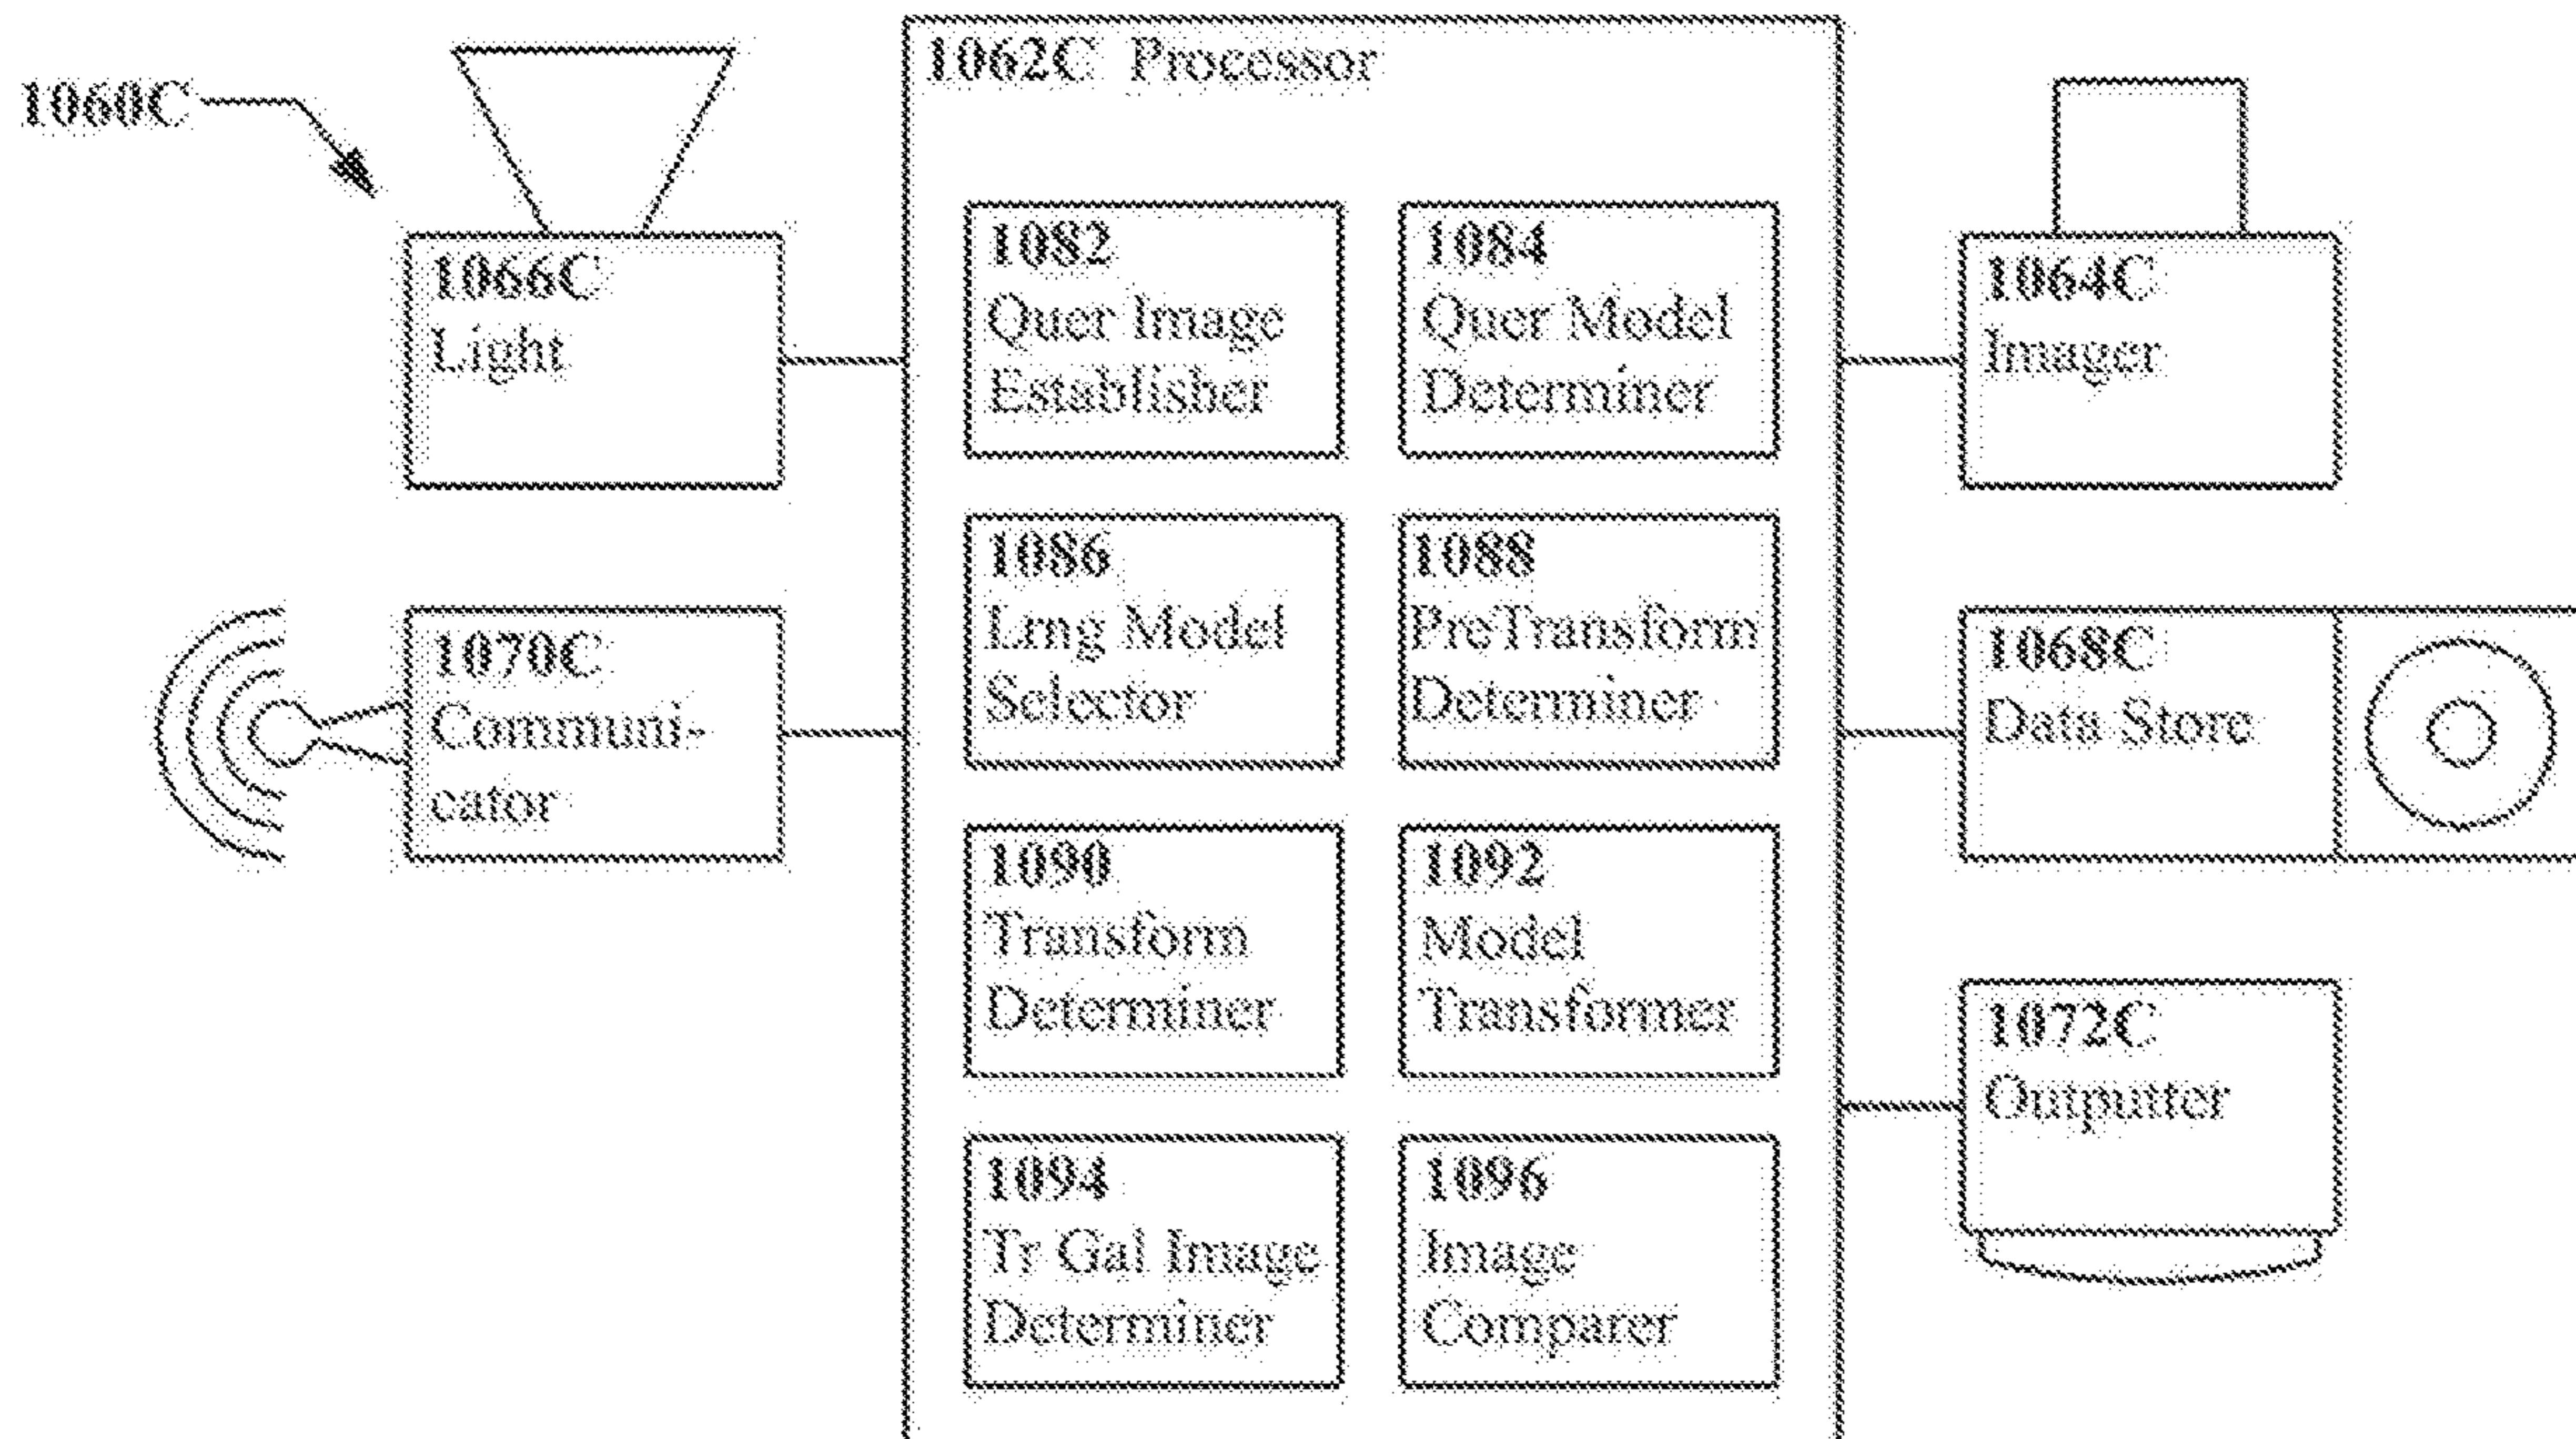 1060C
1066C
Light
1070C
Communi-
cator
1062C Processor
1082
Quer Image
Establisher
1084
Quer Model
Determiner
1086
Lrng Model
Selector
1088
PreTransform
Determiner
1090
Transform
Determiner
1092
Model
Transformer
1094
Tr Gal Image
Determiner
1096
Image
Comparer
1064C
Imager
1068C
Data Store
1072C
Outputter